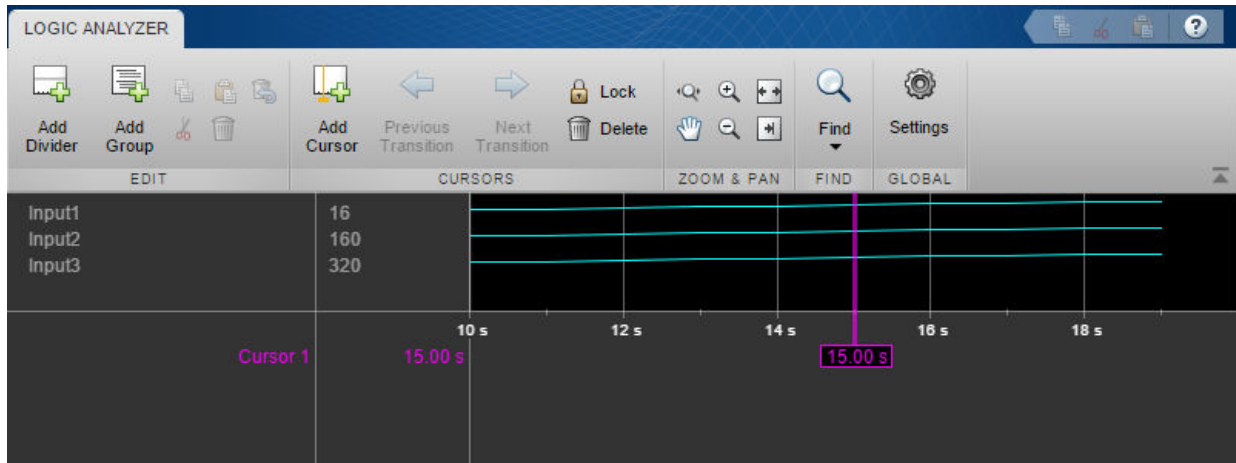 LOGIC ANALYZER
?
Add Divider
Add Group
Add Cursor
Previous Transition
Next Transition
Lock
Delete
Find
Settings
EDIT
CURSORS
ZOOM & PAN
FIND
GLOBAL
Input1 16
Input2 160
Input3 320
10 s 12 s 14 s 16 s 18 s
Cursor 1 15.00 s 15.00 s